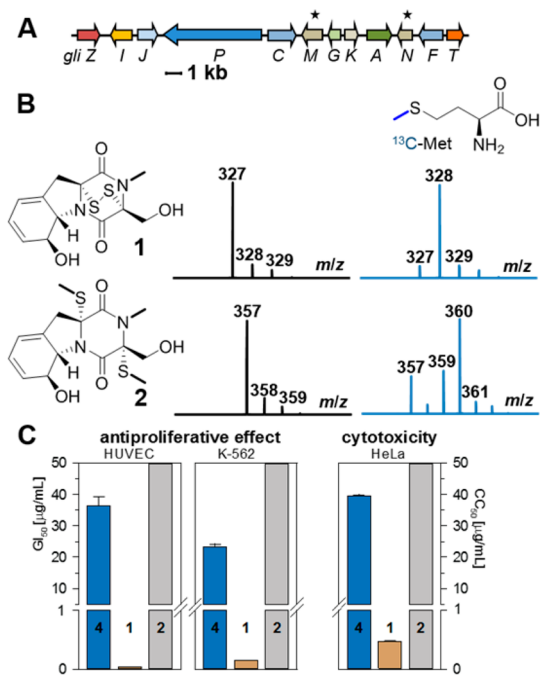 A
★ ★
gli Z I J P C M G K A N F T
1 kb
B
S O OH NH₂
¹³C-Met
O N S S N O H OH OH
1
327
328 329 m/z
328
327 329 m/z
S O N N O H S OH OH
2
357
358 359 m/z
360
357 359
361 m/z
C
antiproliferative effect cytotoxicity
HUVEC K-562 HeLa
GI₅₀ [µg/mL]
50
40
30
20
10
1
0
4 1 2
4 1 2
4 1 2
50
40
30
20
10
1
0
CC₅₀ [µg/mL]